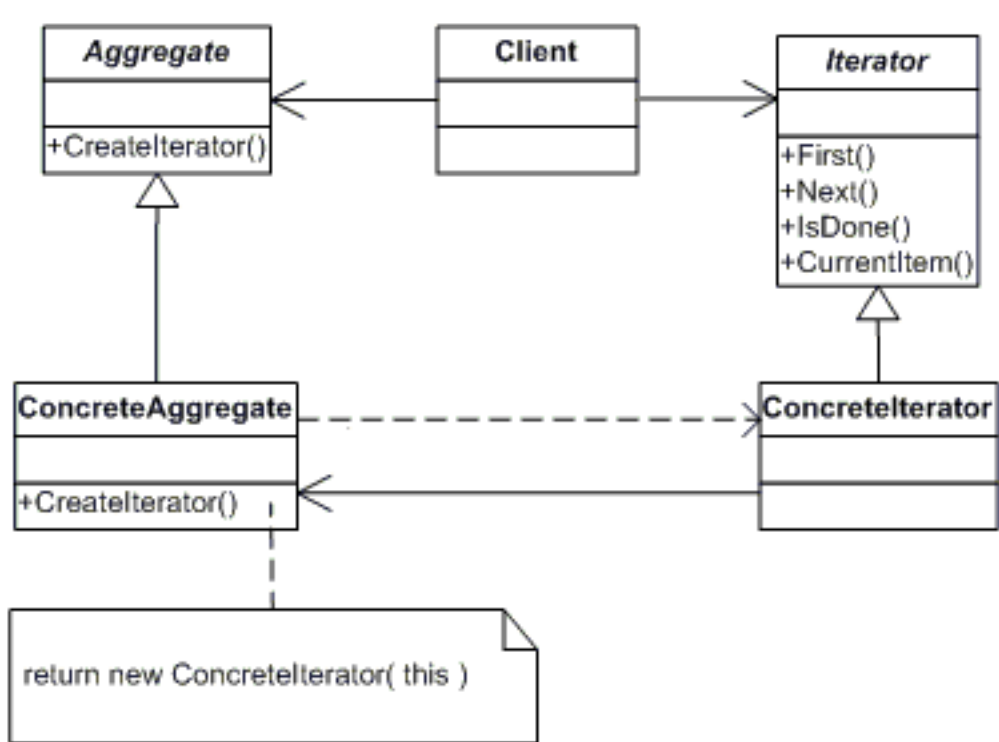 Aggregate
+CreateIterator()
Client
Iterator
+First()
+Next()
+IsDone()
+CurrentItem()
ConcreteAggregate
+CreateIterator()
ConcreteIterator
return new ConcreteIterator( this )